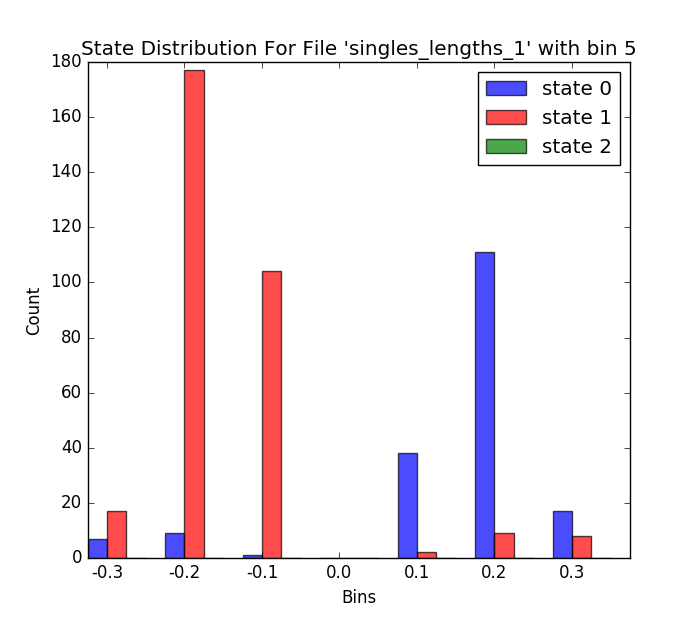 State Distribution For File 'singles_lengths_1' with bin 5
state 0
state 1
state 2
180
160
140
120
100
80
60
40
20
0
Count
-0.3 -0.2 -0.1 0.0 0.1 0.2 0.3
Bins